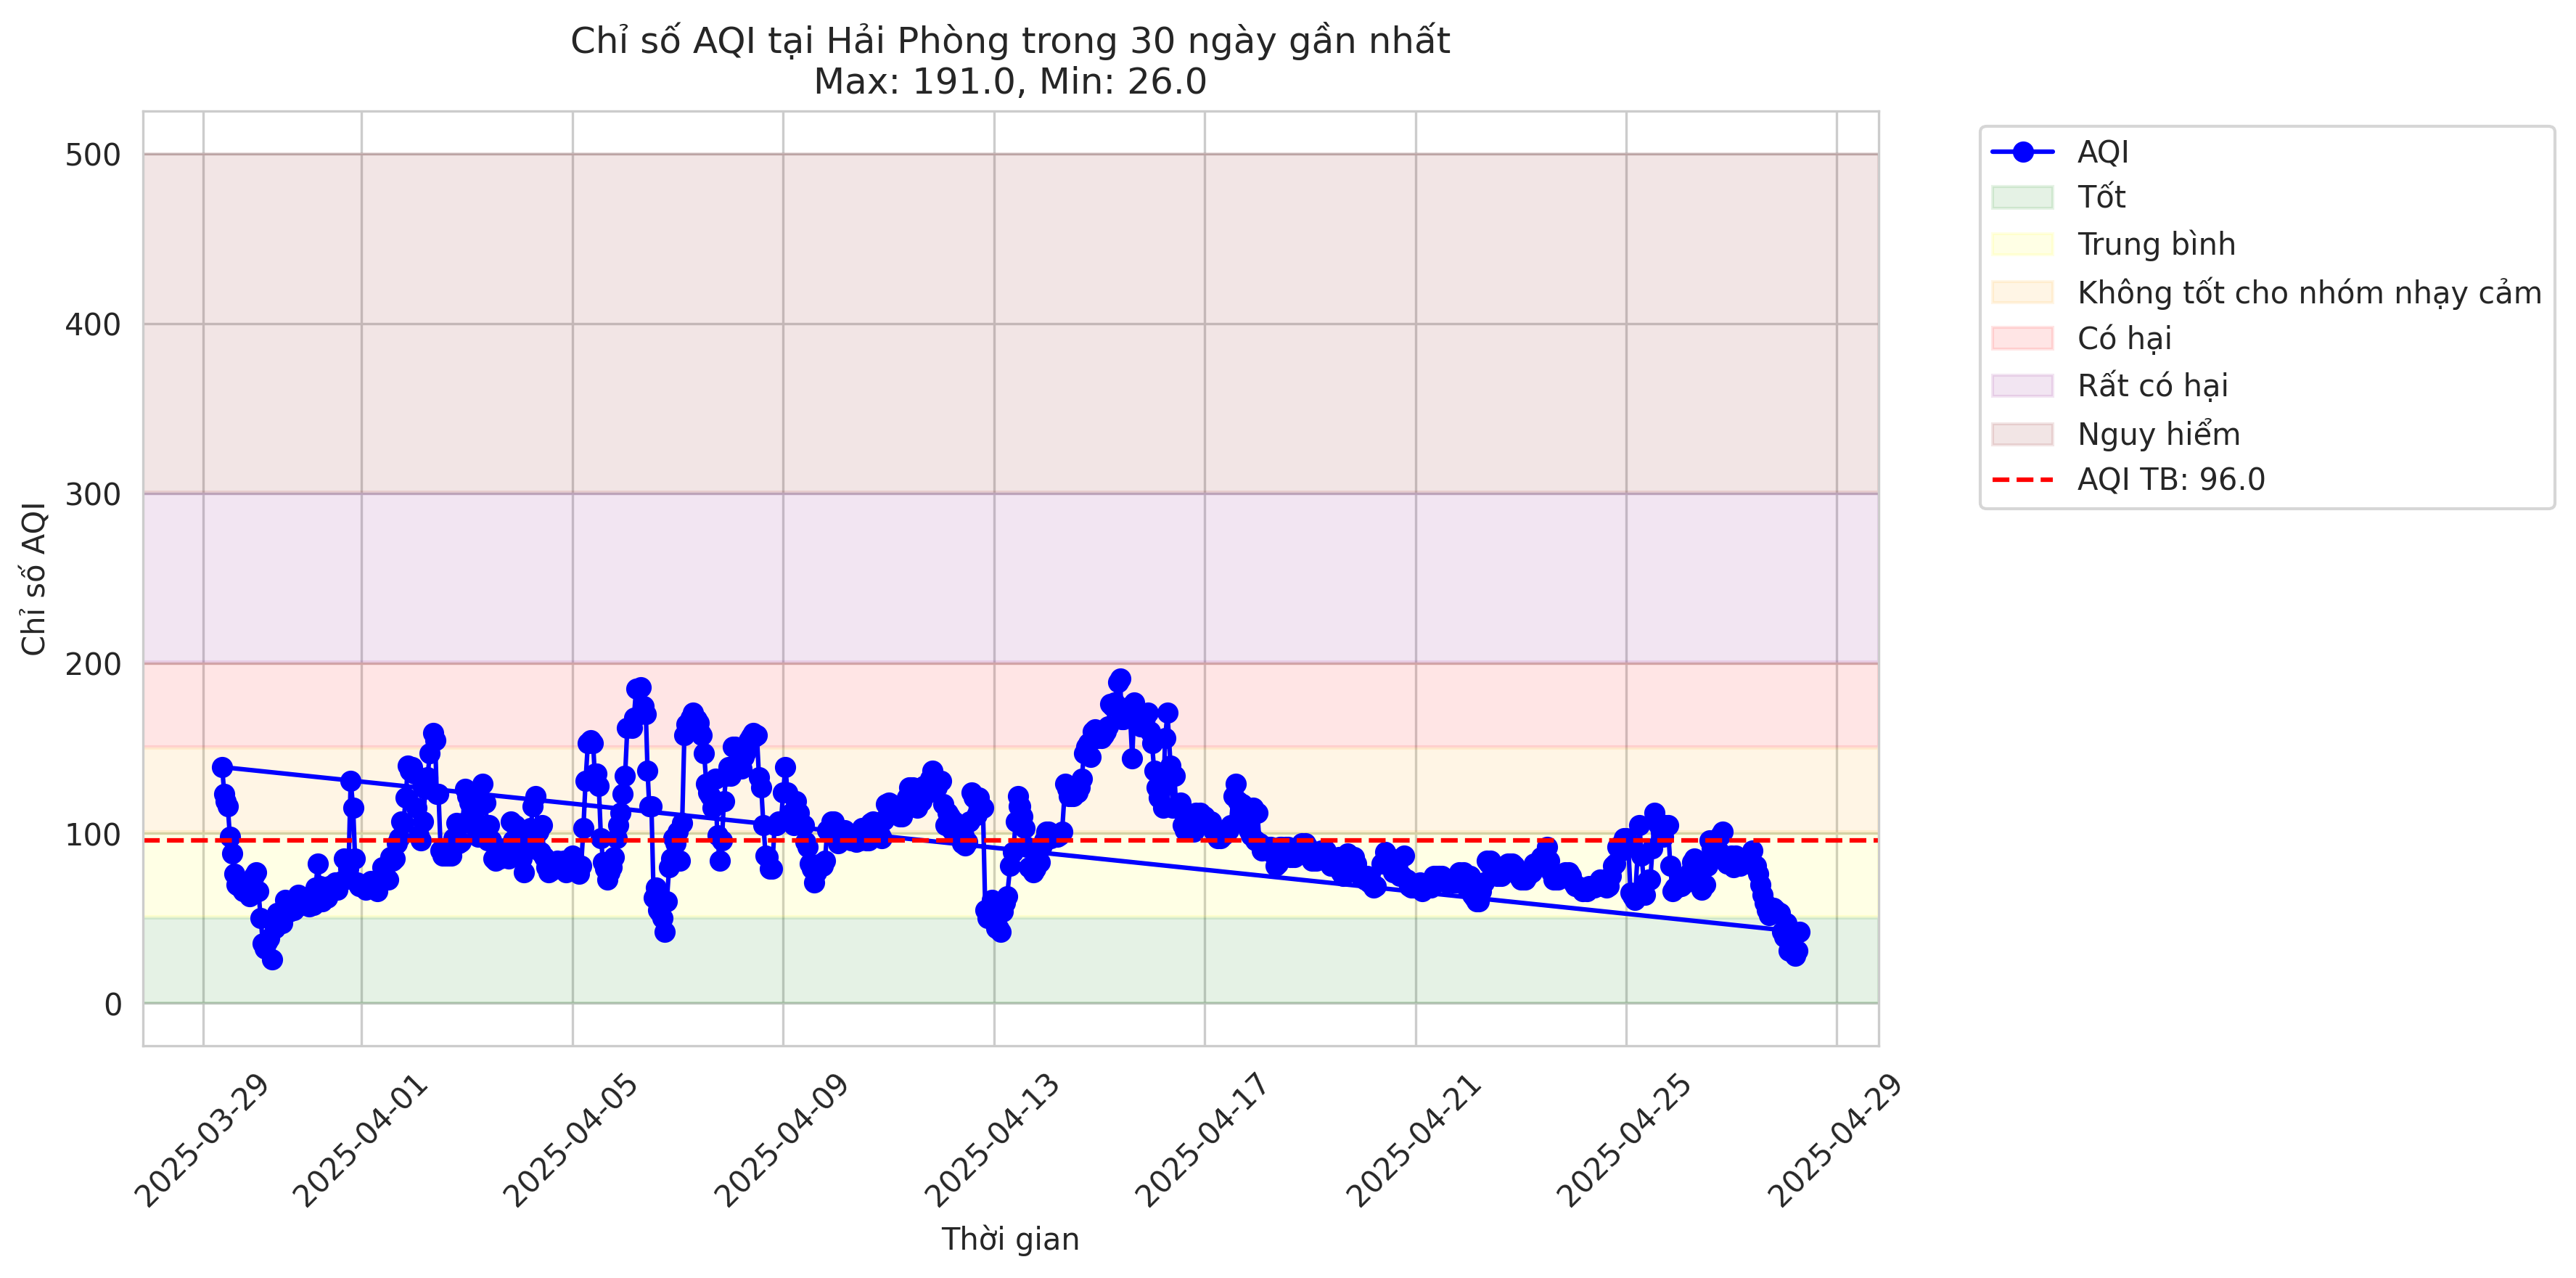 Chỉ số AQI tại Hải Phòng trong 30 ngày gần nhất
Max: 191.0, Min: 26.0
Chỉ số AQI
500
400
300
200
100
0
2025-03-29
2025-04-01
2025-04-05
2025-04-09
2025-04-13
2025-04-17
2025-04-21
2025-04-25
2025-04-29
Thời gian
AQI
Tốt
Trung bình
Không tốt cho nhóm nhạy cảm
Có hại
Rất có hại
Nguy hiểm
AQI TB: 96.0